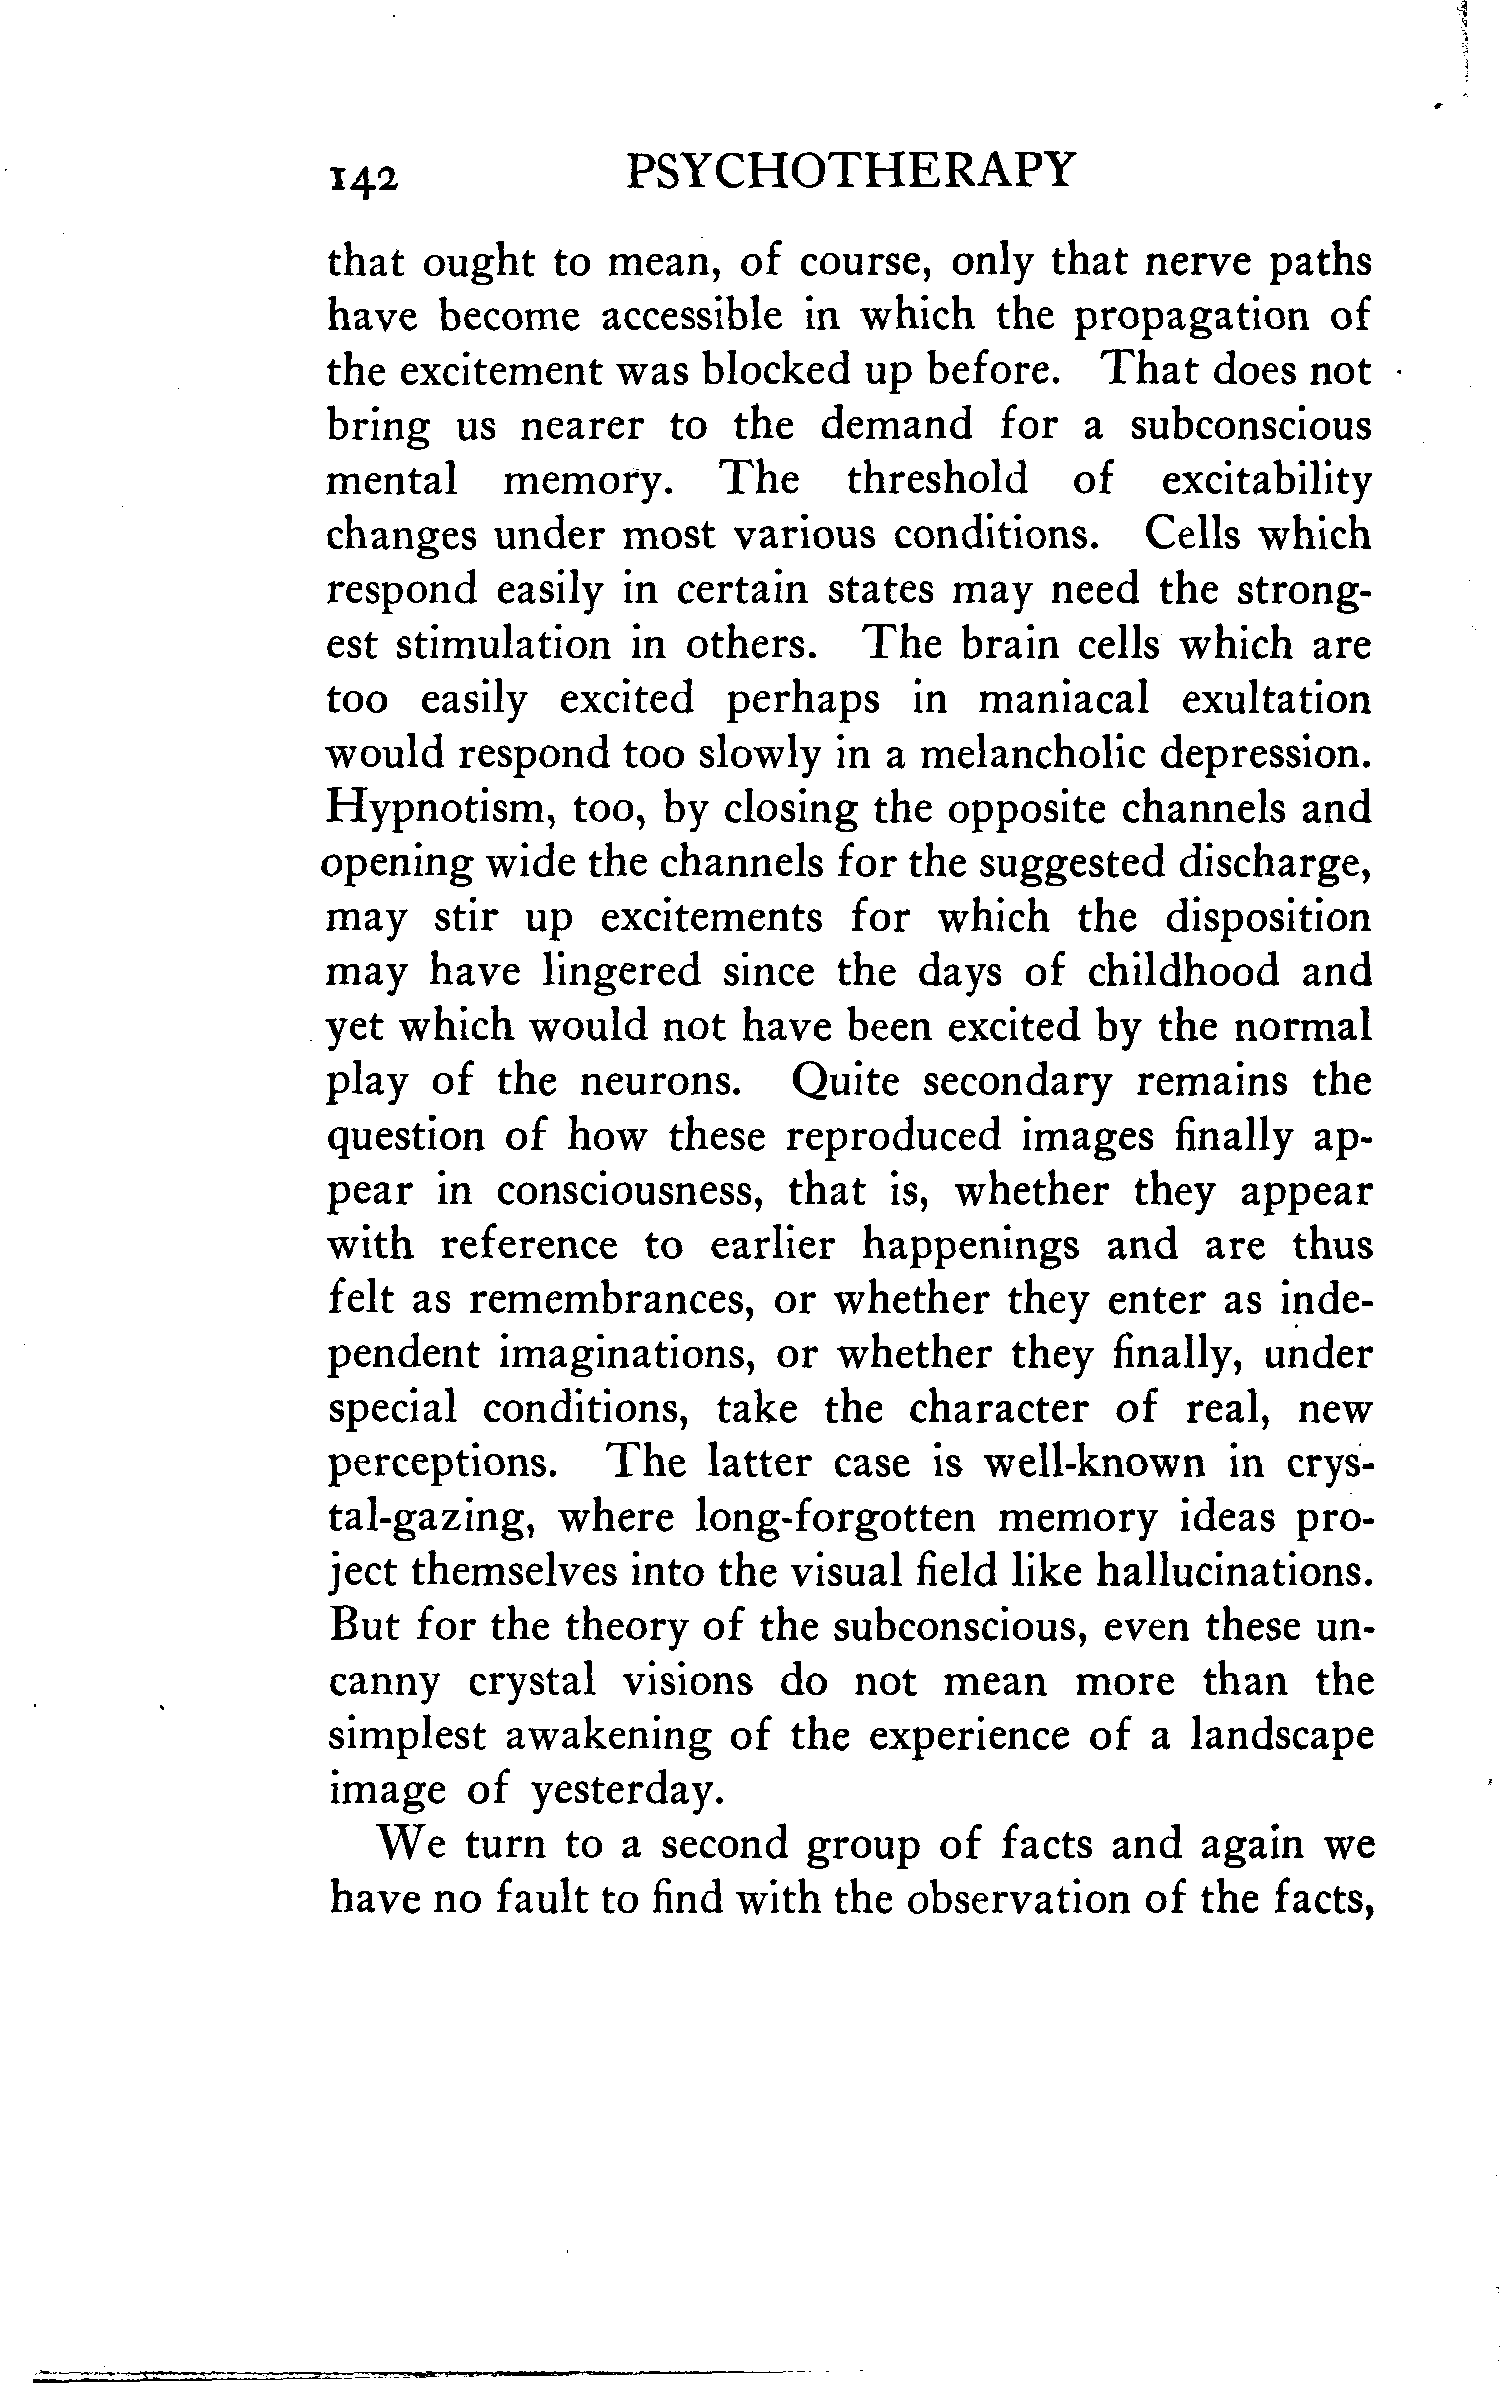 142 PSYCHOTHERAPY
that ought to mean, of course, only that nerve paths
have become accessible in which the propagation of
the excitement was blocked up before. That does not
bring us nearer to the demand for a subconscious
mental memory. The threshold of excitability
changes under most various conditions. Cells which
respond easily in certain states may need the strong-
est stimulation in others. The brain cells which are
too easily excited perhaps in maniacal exultation
would respond too slowly in a melancholic depression.
Hypnotism, too, by closing the opposite channels and
opening wide the channels for the suggested discharge,
may stir up excitements for which the disposition
may have lingered since the days of childhood and
yet which would not have been excited by the normal
play of the neurons. Quite secondary remains the
question of how these reproduced images finally ap-
pear in consciousness, that is, whether they appear
with reference to earlier happenings and are thus
felt as remembrances, or whether they enter as inde-
pendent imaginations, or whether they finally, under
special conditions, take the character of real, new
perceptions. The latter case is well-known in crys-
tal-gazing, where long-forgotten memory ideas pro-
ject themselves into the visual field like hallucinations.
But for the theory of the subconscious, even these un-
canny crystal visions do not mean more than the
simplest awakening of the experience of a landscape
image of yesterday.
We turn to a second group of facts and again we
have no fault to find with the observation of the facts,